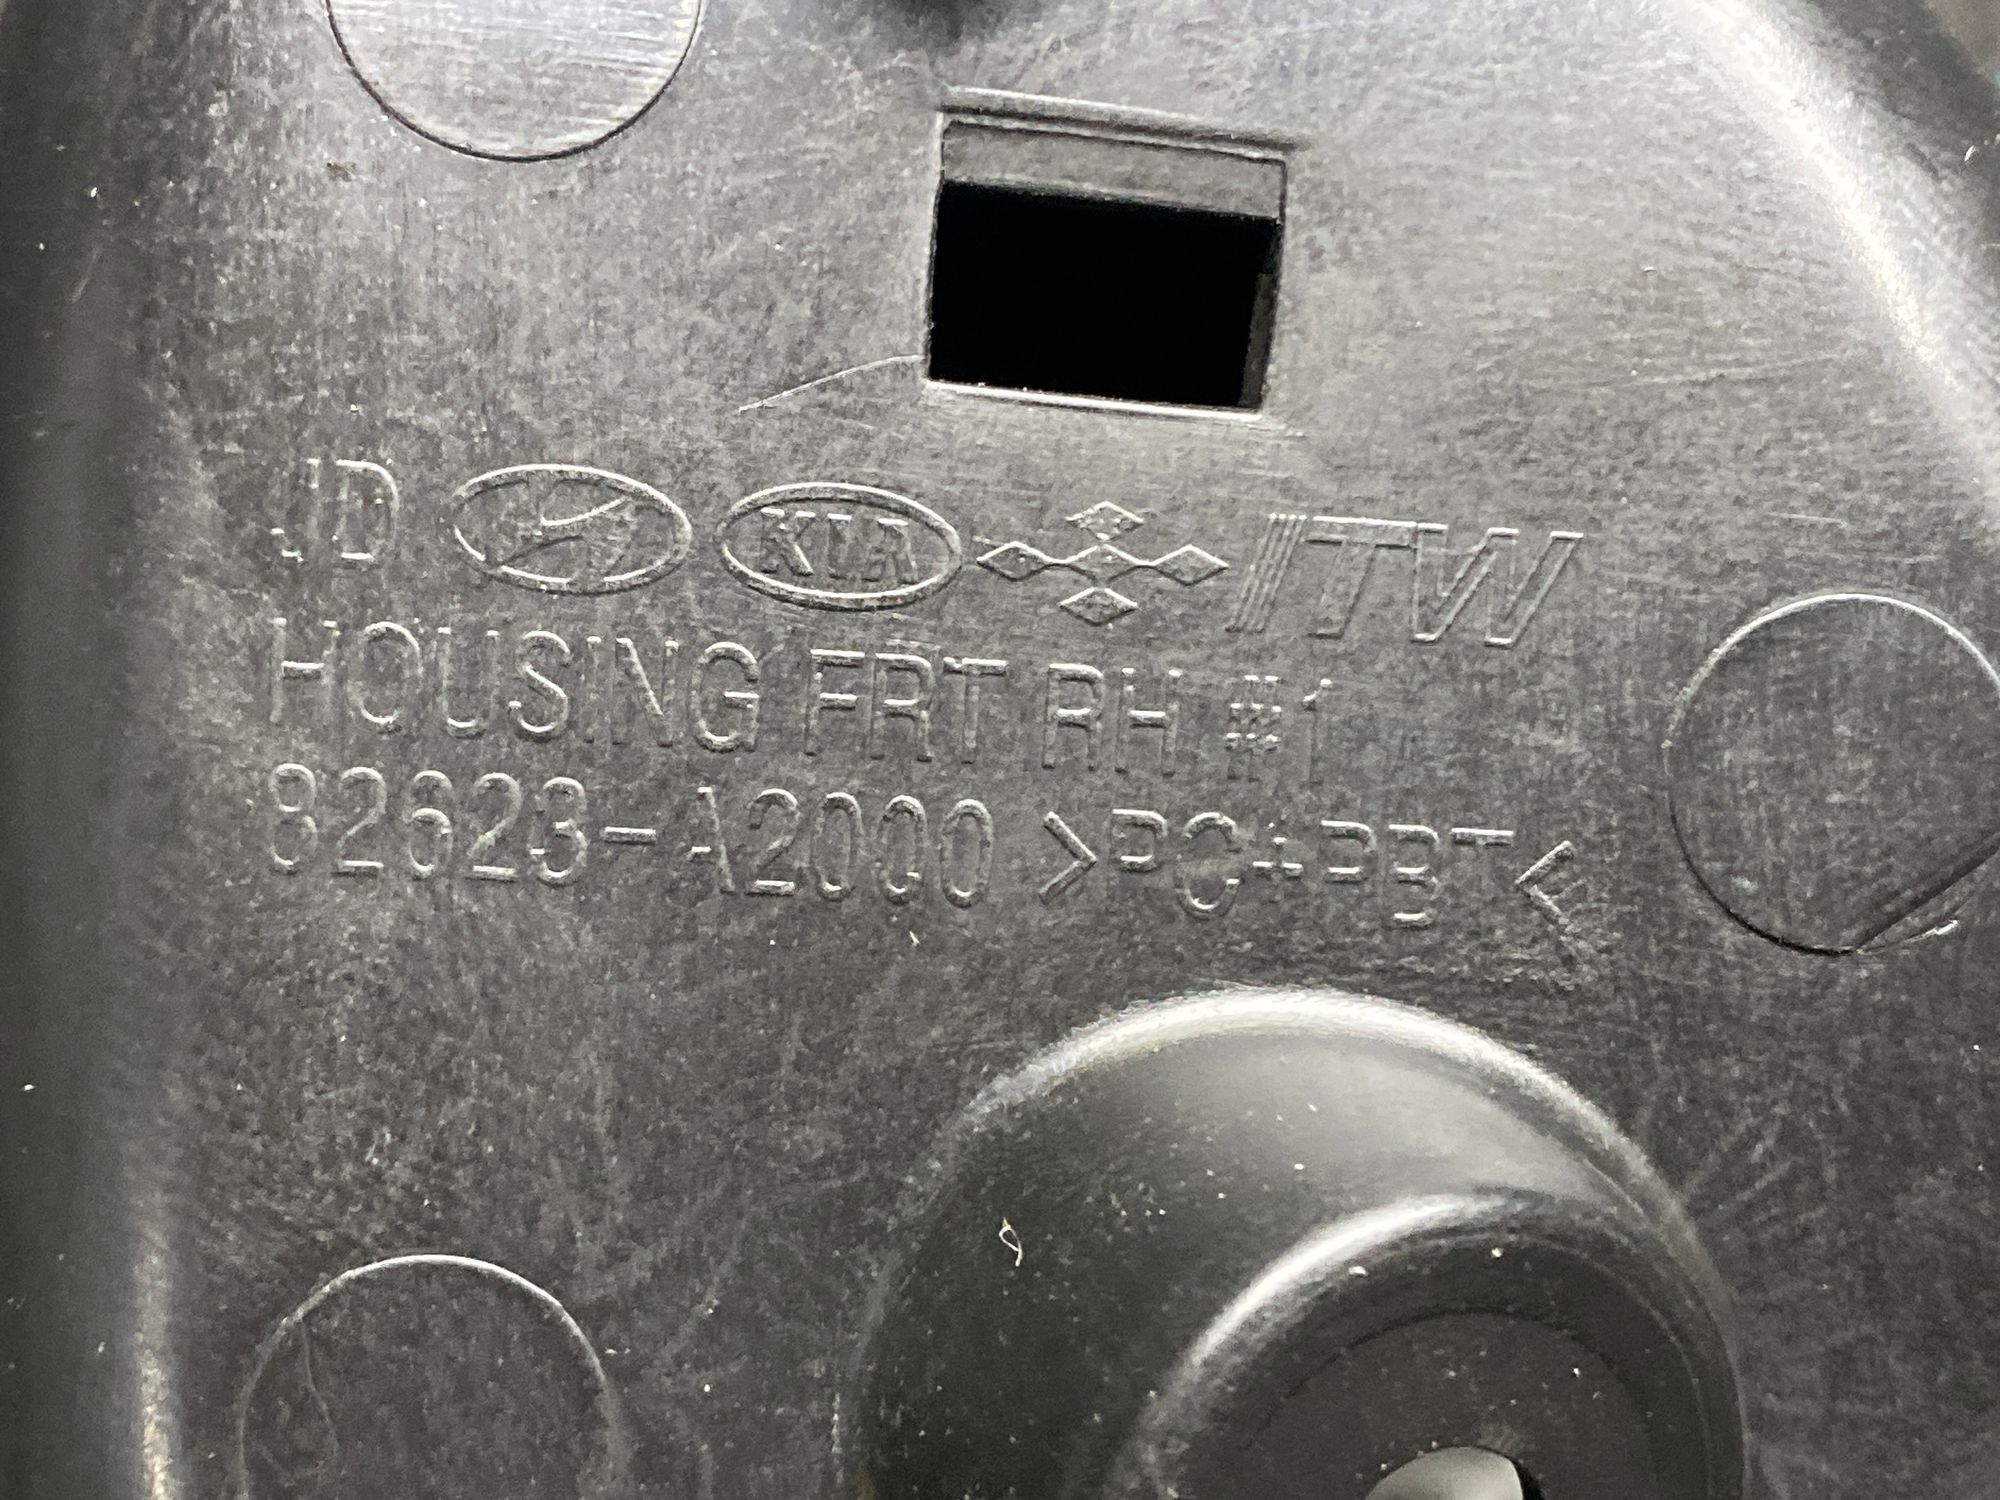 JD KIA ITW
HOUSING FRT RH #1
82623-A2000 >PC+PBT<